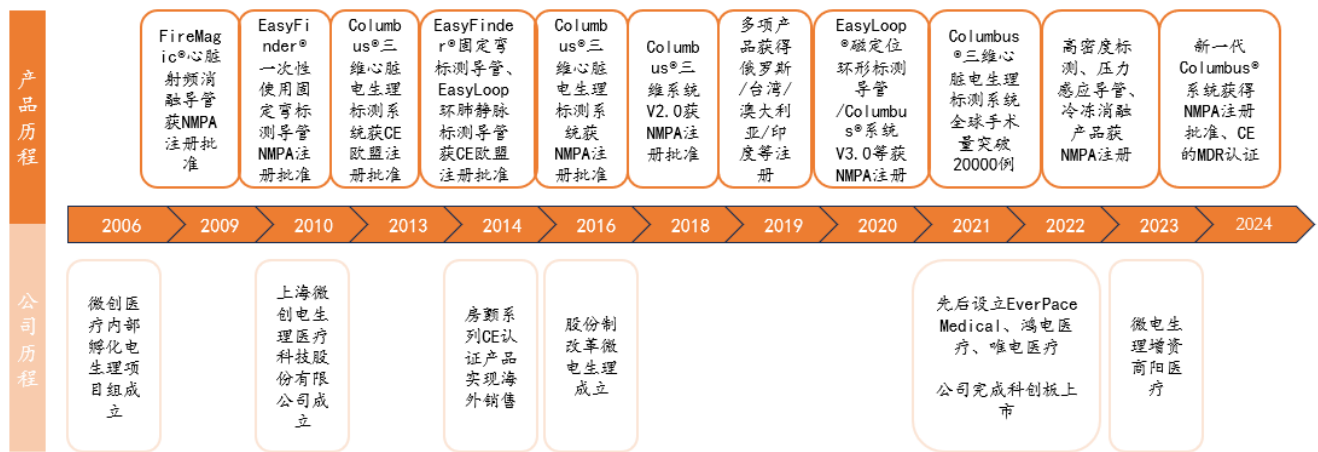 产品历程
FireMag
ic®心脏
射频消
融导管
获NMPA
注册批
准
EasyFi
nder®
一次性
使用固
定弯标
测导管
NMPA注
册批准
Columb
us®三
维心脏
电生理
标测系
统获CE
欧盟注
册批准
EasyFinde
r®固定弯
标测导管、
EasyLoop
环肺静脉
标测导管
获CE欧盟
注册批准
Columb
us®三
维心脏
电生理
标测系
统获
NMPA注
册批准
Columb
us®三
维系统
V2.0获
NMPA注
册批准
多项产
品获得
俄罗斯
/台湾/
澳大利
亚/印
度等注
册
EasyLoop
®磁定位
环形标测
导管
/Columbu
s®系统
V3.0等获
NMPA注册
Columbus
®三维心
脏电生理
标测系统
全球手术
量突破
20000例
高密度标
测、压力
感应导管、
冷冻消融
产品获
NMPA注册
新一代
Columbus®
系统获得
NMPA注册
批准、CE
的MDR认证
2006
2009
2010
2013
2014
2016
2018
2019
2020
2021
2022
2023
2024
公司历程
微创医
疗内部
孵化电
生理项
目组成
立
上海微
创电生
理医疗
科技股
份有限
公司成
立
房颤系
列CE认
证产品
实现海
外销售
股份制
改革微
电生理
成立
先后设立EverPace
Medical、鸿电医
疗、唯电医疗
公司完成科创板上
市
微电生
理增资
商阳医
疗